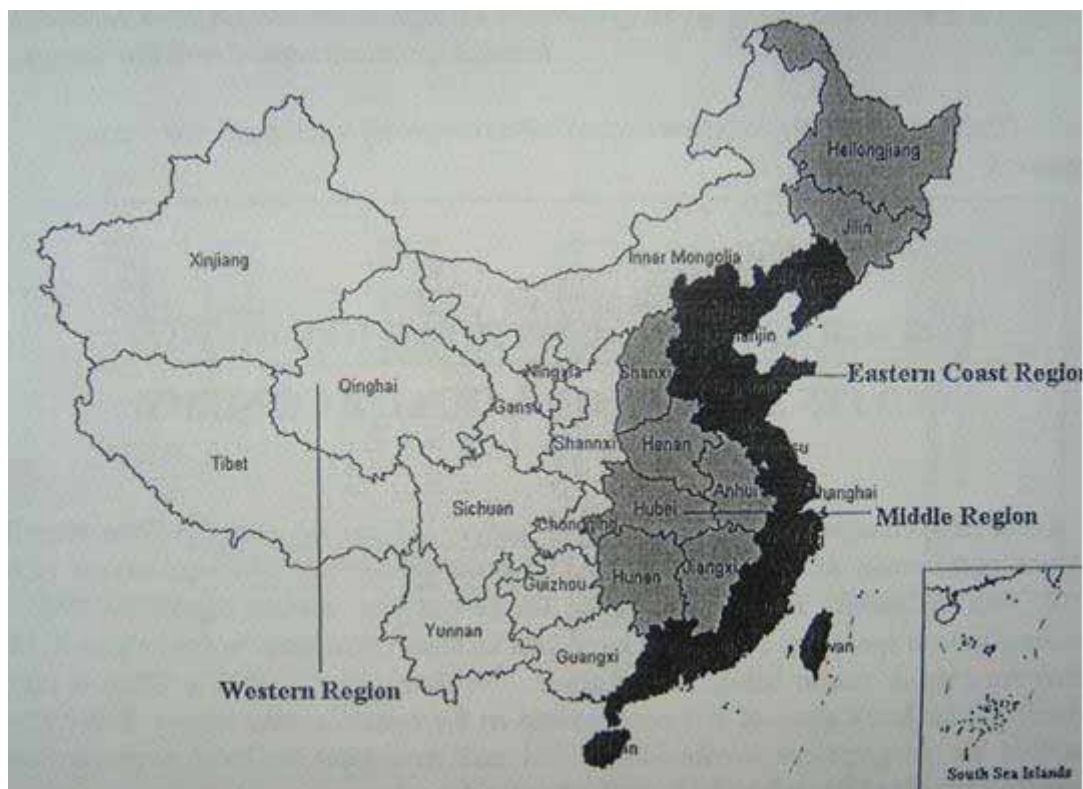 Heilongjiang
Jilin
Inner Mongolia
Xinjiang
Ningxia
Shanxi
Eastern Coast Region
Qinghai
Gansu
Shannxi
Henan
Tibet
Anhui
Shanghai
Sichuan
Hubei
Middle Region
Chongqing
Guizhou
Hunan
Jiangxi
Yunnan
Guangxi
Western Region
South Sea Islands